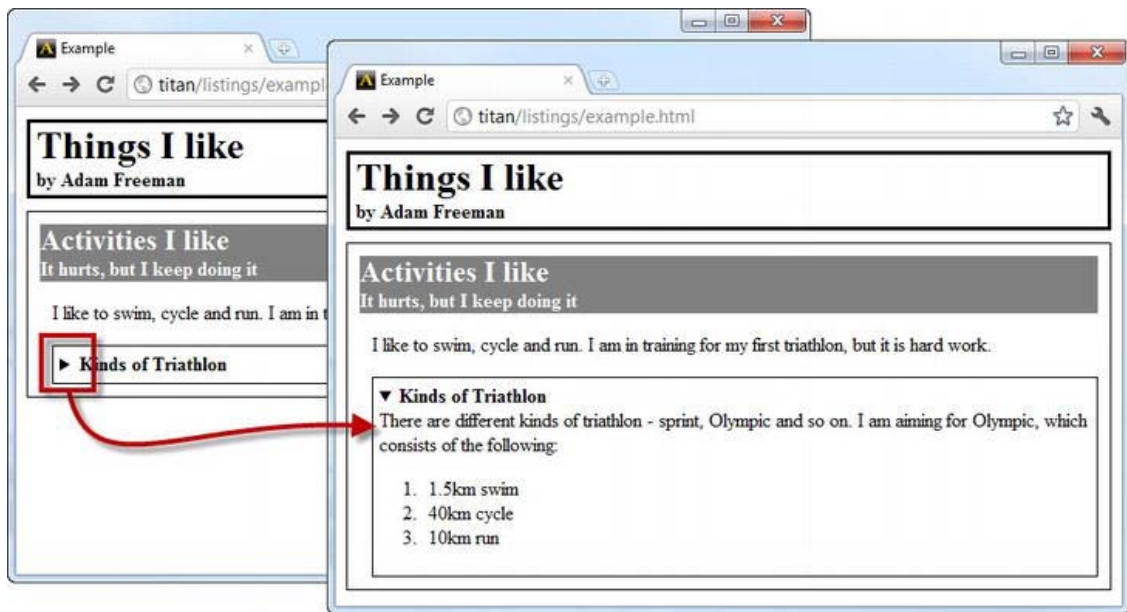 Example
titan/listings/exampl
Things I like
by Adam Freeman
Activities I like
It hurts, but I keep doing it
I like to swim, cycle and run. I am in t
Kinds of Triathlon
Example
titan/listings/example.html
Things I like
by Adam Freeman
Activities I like
It hurts, but I keep doing it
I like to swim, cycle and run. I am in training for my first triathlon, but it is hard work.
Kinds of Triathlon
There are different kinds of triathlon - sprint, Olympic and so on. I am aiming for Olympic, which
consists of the following:
1. 1.5km swim
2. 40km cycle
3. 10km run